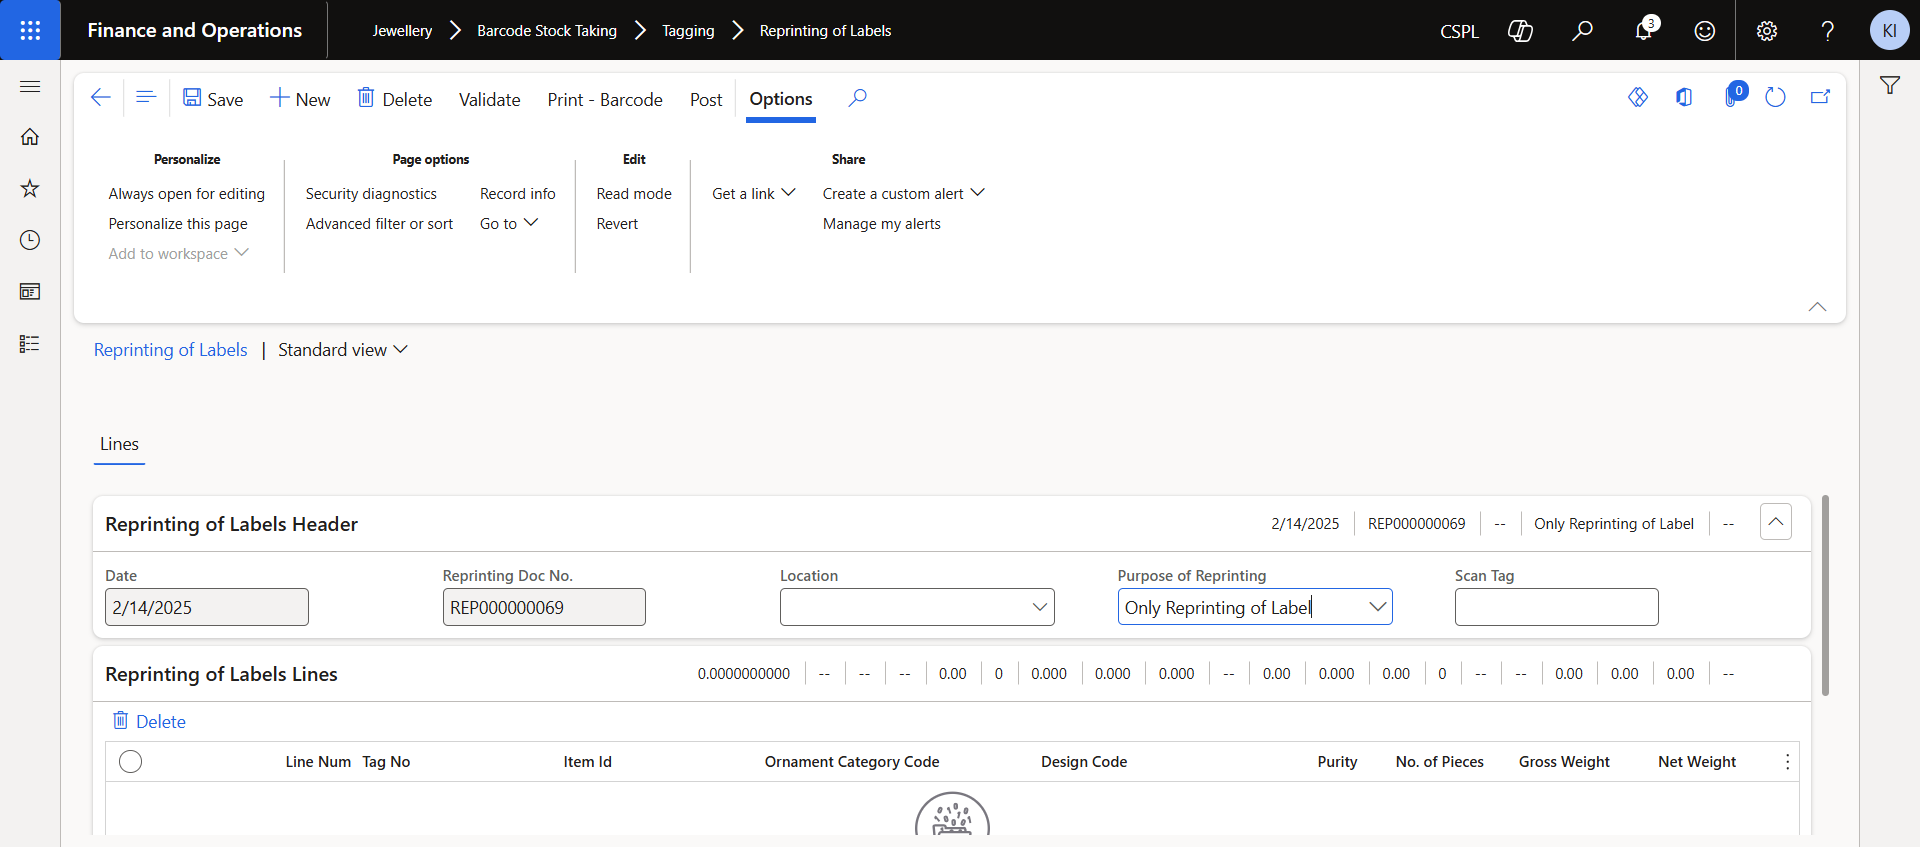 Finance and Operations
Jewellery > Barcode Stock Taking > Tagging > Reprinting of Labels
CSPL
3
?
KI
Save
New
Delete
Validate
Print - Barcode
Post
Options
0
Personalize
Always open for editing
Personalize this page
Add to workspace
Page options
Security diagnostics
Advanced filter or sort
Record info
Go to
Edit
Read mode
Revert
Share
Get a link
Create a custom alert
Manage my alerts
Reprinting of Labels | Standard view
Lines
Reprinting of Labels Header
2/14/2025 | REP000000069 | -- | Only Reprinting of Label | --
Date
2/14/2025
Reprinting Doc No.
REP000000069
Location
Purpose of Reprinting
Only Reprinting of Label
Scan Tag
Reprinting of Labels Lines
0.0000000000 | -- | -- | -- | 0.00 | 0 | 0.000 | 0.000 | 0.000 | -- | 0.00 | 0.000 | 0.00 | 0 | -- | -- | 0.00 | 0.00 | 0.00 | --
Delete
Line Num Tag No Item Id Ornament Category Code Design Code Purity No. of Pieces Gross Weight Net Weight